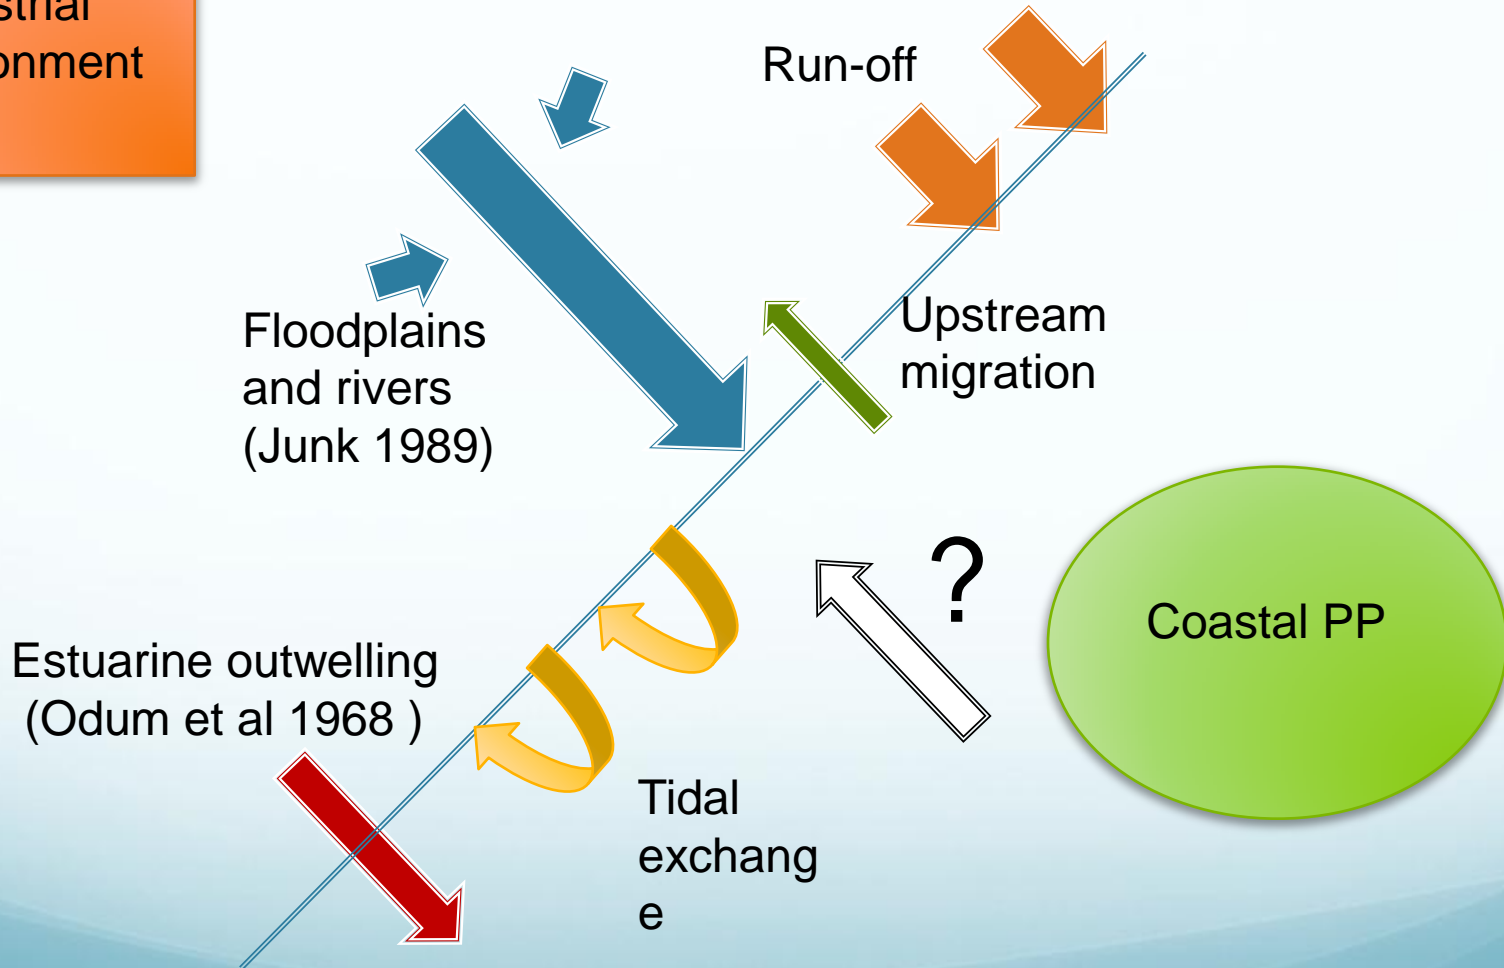 strial
onment
Run-off
Floodplains
and rivers
(Junk 1989)
Upstream
migration
?
Coastal PP
Estuarine outwelling
(Odum et al 1968 )
Tidal
exchang
e